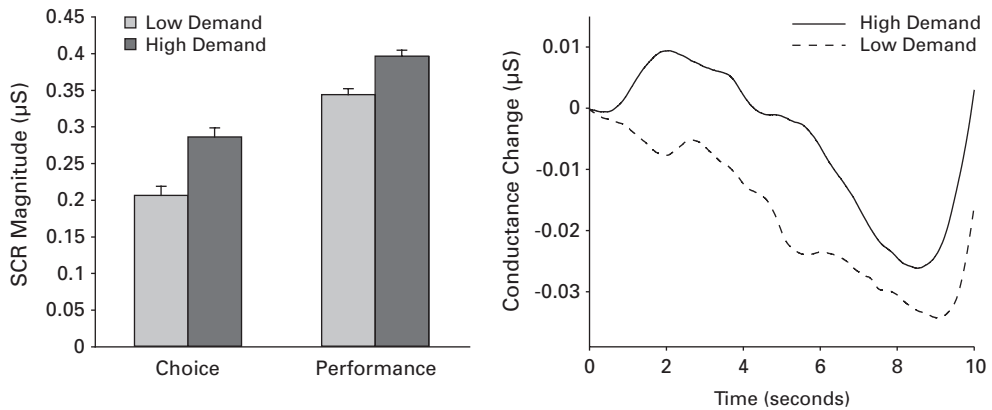 0.45
0.4
0.35
0.3
0.25
0.2
0.15
0.1
0.05
0
SCR Magnitude (µS)
Low Demand
High Demand
Choice
Performance
0.01
0
-0.01
-0.02
-0.03
Conductance Change (µS)
High Demand
Low Demand
0 2 4 6 8 10
Time (seconds)